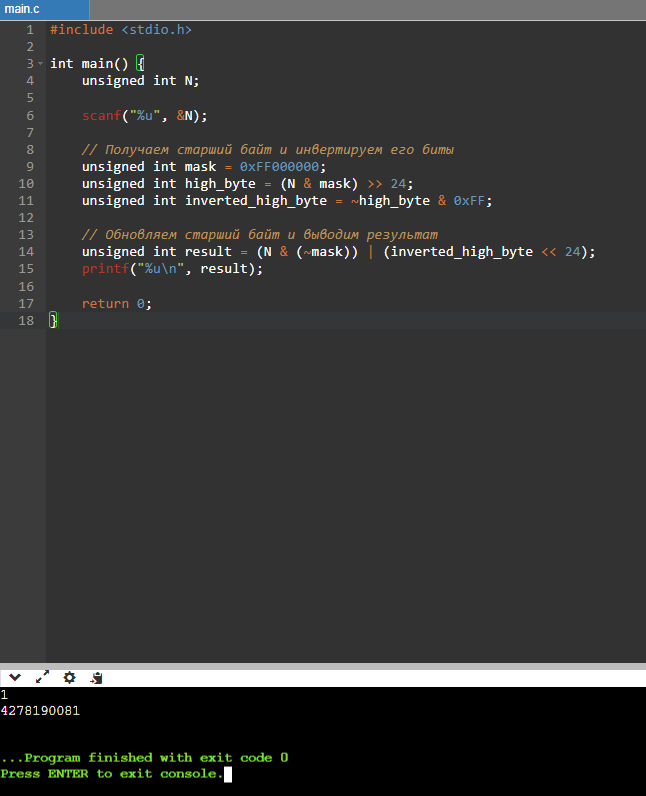 main.c
1 #include <stdio.h>
2
3 int main() {
4 unsigned int N;
5
6 scanf("%u", &N);
7
8 // Получаем старший байт и инвертируем его биты
9 unsigned int mask = 0xFF000000;
10 unsigned int high_byte = (N & mask) >> 24;
11 unsigned int inverted_high_byte = ~high_byte & 0xFF;
12
13 // Обновляем старший байт и выводим результат
14 unsigned int result = (N & (~mask)) | (inverted_high_byte << 24);
15 printf("%u\n", result);
16
17 return 0;
18 }
1
4278190081
...Program finished with exit code 0
Press ENTER to exit console.